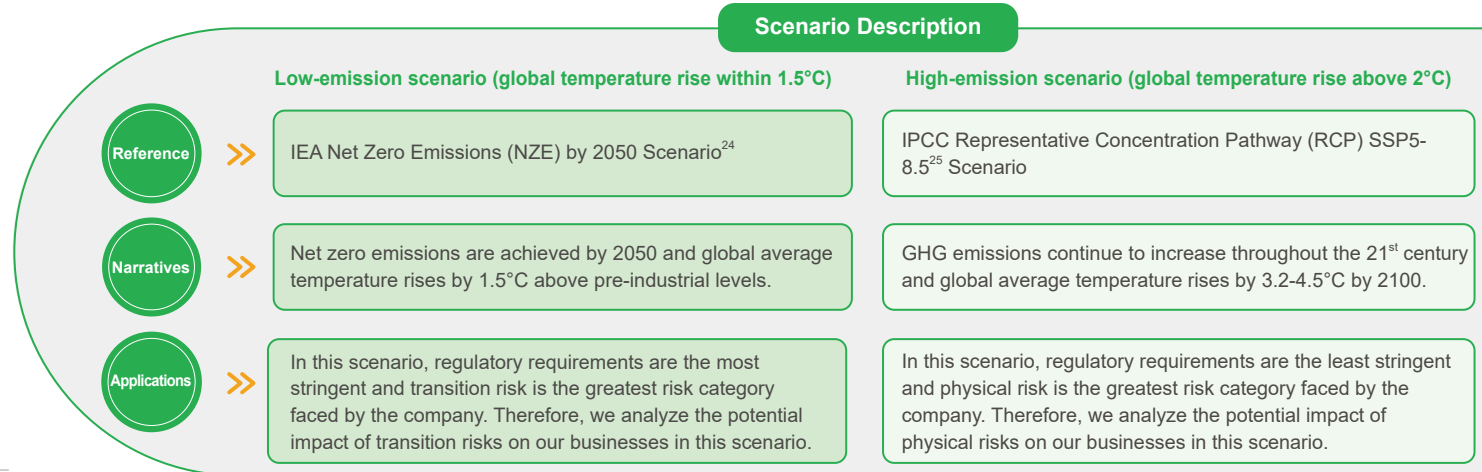 Scenario Description
Low-emission scenario (global temperature rise within 1.5°C)
High-emission scenario (global temperature rise above 2°C)
Reference
IEA Net Zero Emissions (NZE) by 2050 Scenario24
IPCC Representative Concentration Pathway (RCP) SSP5-
8.525 Scenario
Narratives
Net zero emissions are achieved by 2050 and global average
temperature rises by 1.5°C above pre-industrial levels.
GHG emissions continue to increase throughout the 21st century
and global average temperature rises by 3.2-4.5°C by 2100.
Applications
In this scenario, regulatory requirements are the most
stringent and transition risk is the greatest risk category
faced by the company. Therefore, we analyze the potential
impact of transition risks on our businesses in this scenario.
In this scenario, regulatory requirements are the least stringent
and physical risk is the greatest risk category faced by the
company. Therefore, we analyze the potential impact of
physical risks on our businesses in this scenario.